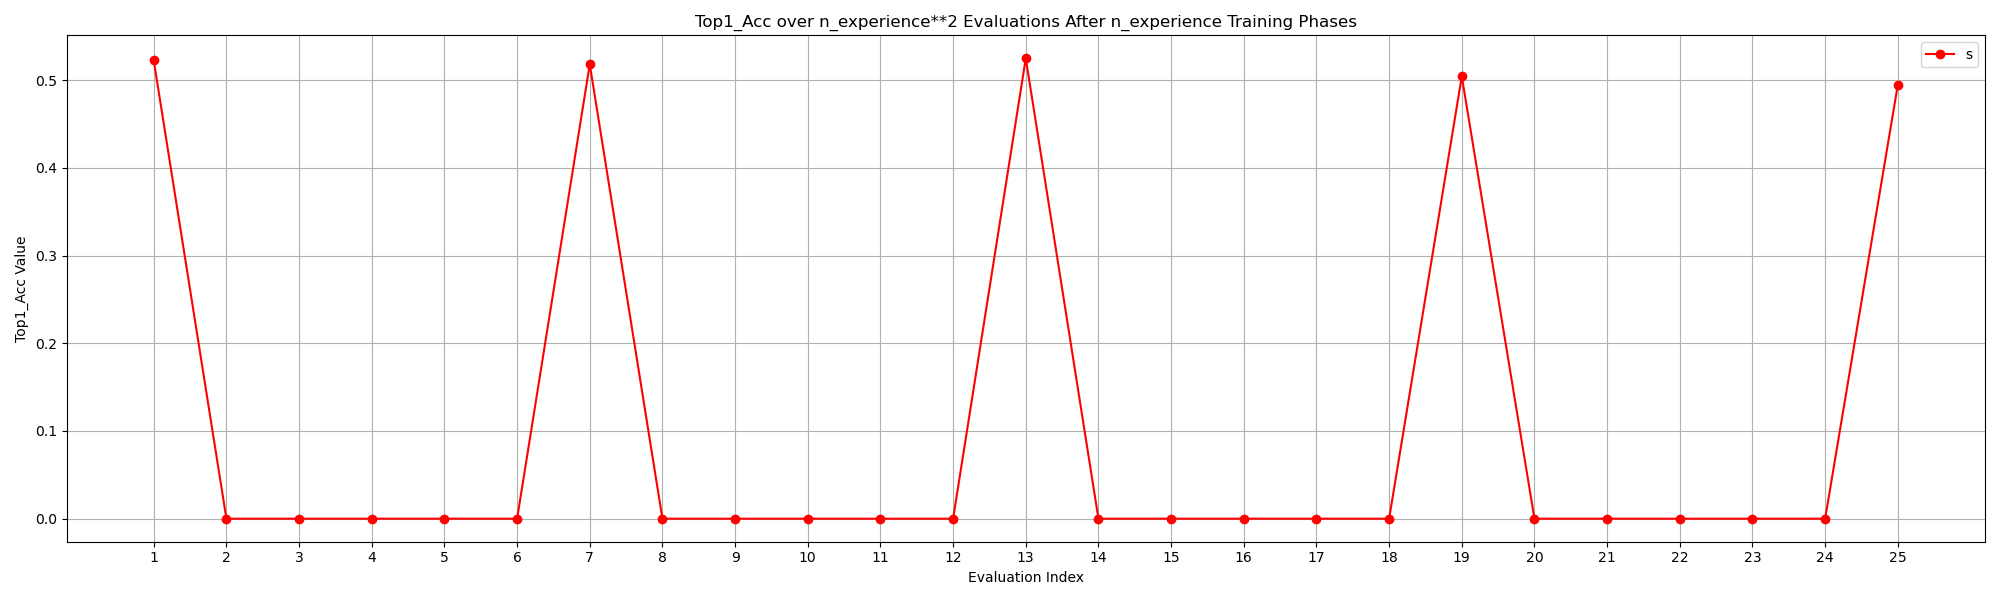 Top1_Acc over n_experience**2 Evaluations After n_experience Training Phases
s
Top1_Acc Value
0.5
0.4
0.3
0.2
0.1
0.0
1 2 3 4 5 6 7 8 9 10 11 12 13 14 15 16 17 18 19 20 21 22 23 24 25
Evaluation Index